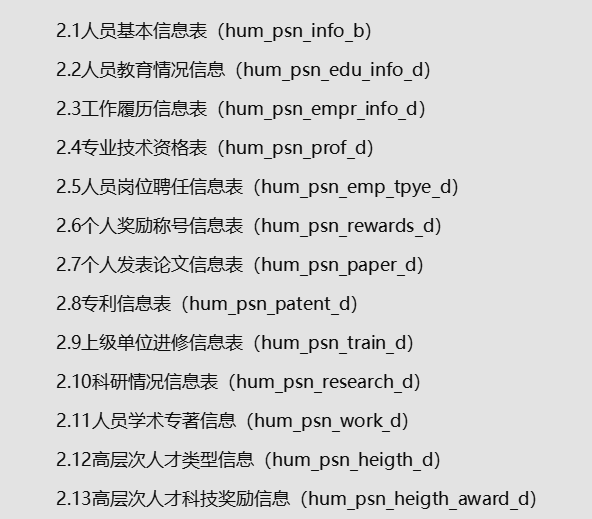 2.1人员基本信息表（hum_psn_info_b）
2.2人员教育情况信息（hum_psn_edu_info_d）
2.3工作履历信息表（hum_psn_empr_info_d）
2.4专业技术资格表（hum_psn_prof_d）
2.5人员岗位聘任信息表（hum_psn_emp_tpye_d）
2.6个人奖励称号信息表（hum_psn_rewards_d）
2.7个人发表论文信息表（hum_psn_paper_d）
2.8专利信息表（hum_psn_patent_d）
2.9上级单位进修信息表（hum_psn_train_d）
2.10科研情况信息表（hum_psn_research_d）
2.11人员学术专著信息（hum_psn_work_d）
2.12高层次人才类型信息（hum_psn_heigth_d）
2.13高层次人才科技奖励信息（hum_psn_heigth_award_d）